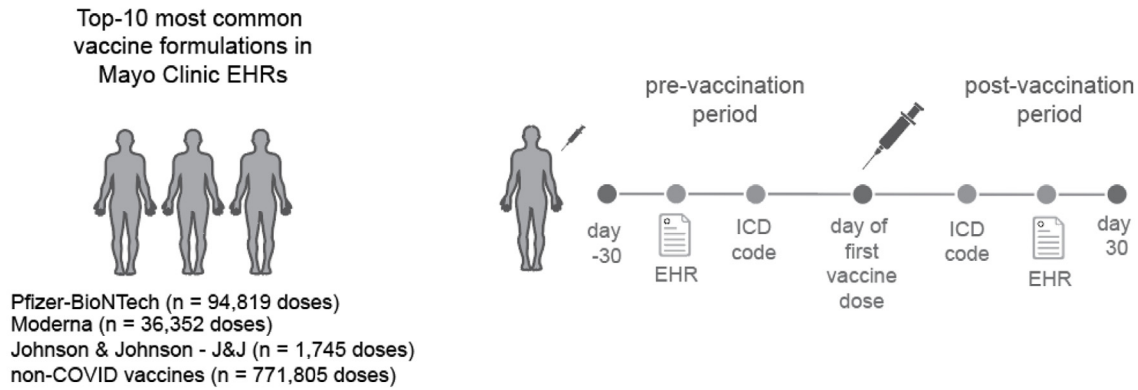 Top-10 most common
vaccine formulations in
Mayo Clinic EHRs
Pfizer-BioNTech (n = 94,819 doses)
Moderna (n = 36,352 doses)
Johnson & Johnson - J&J (n = 1,745 doses)
non-COVID vaccines (n = 771,805 doses)
pre-vaccination
period
post-vaccination
period
day
-30
EHR
ICD
code
day of
first
vaccine
dose
ICD
code
EHR
day
30